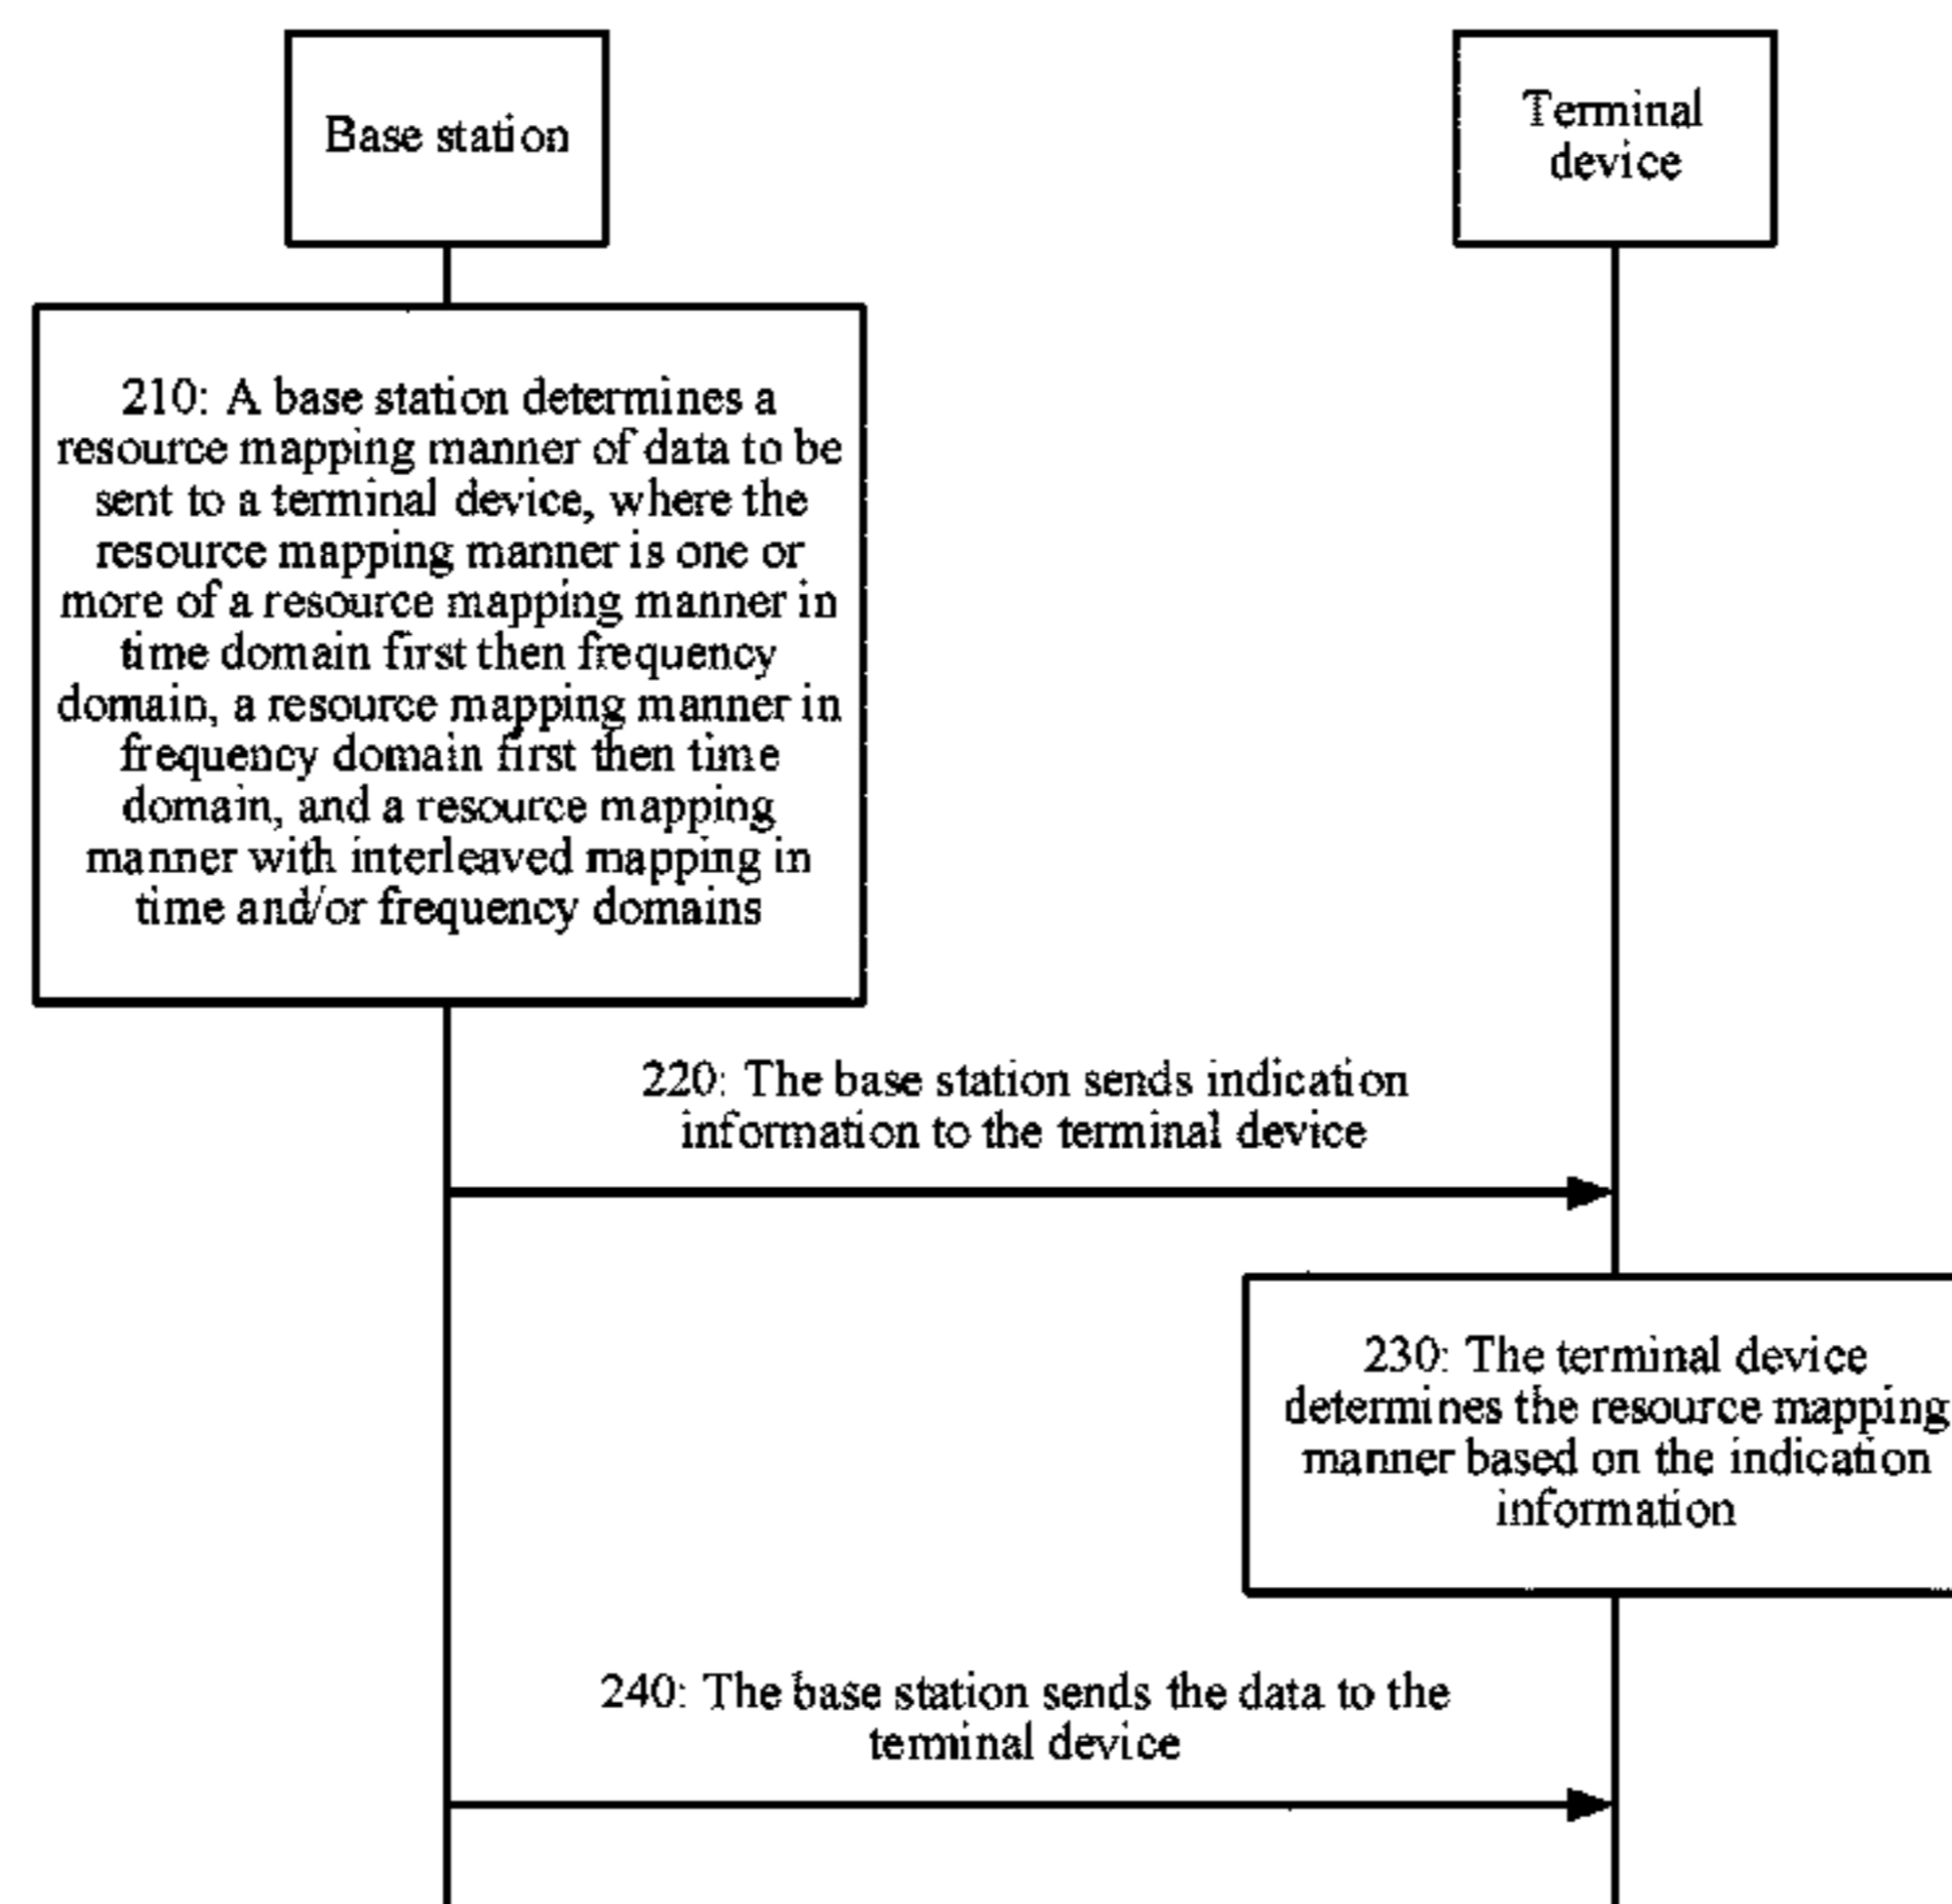 Base station
Terminal
device
210: A base station determines a
resource mapping manner of data to be
sent to a terminal device, where the
resource mapping manner is one or
more of a resource mapping manner in
time domain first then frequency
domain, a resource mapping manner in
frequency domain first then time
domain, and a resource mapping
manner with interleaved mapping in
time and/or frequency domains
220: The base station sends indication
information to the terminal device
230: The terminal device
determines the resource mapping
manner based on the indication
information
240: The base station sends the data to the
terminal device